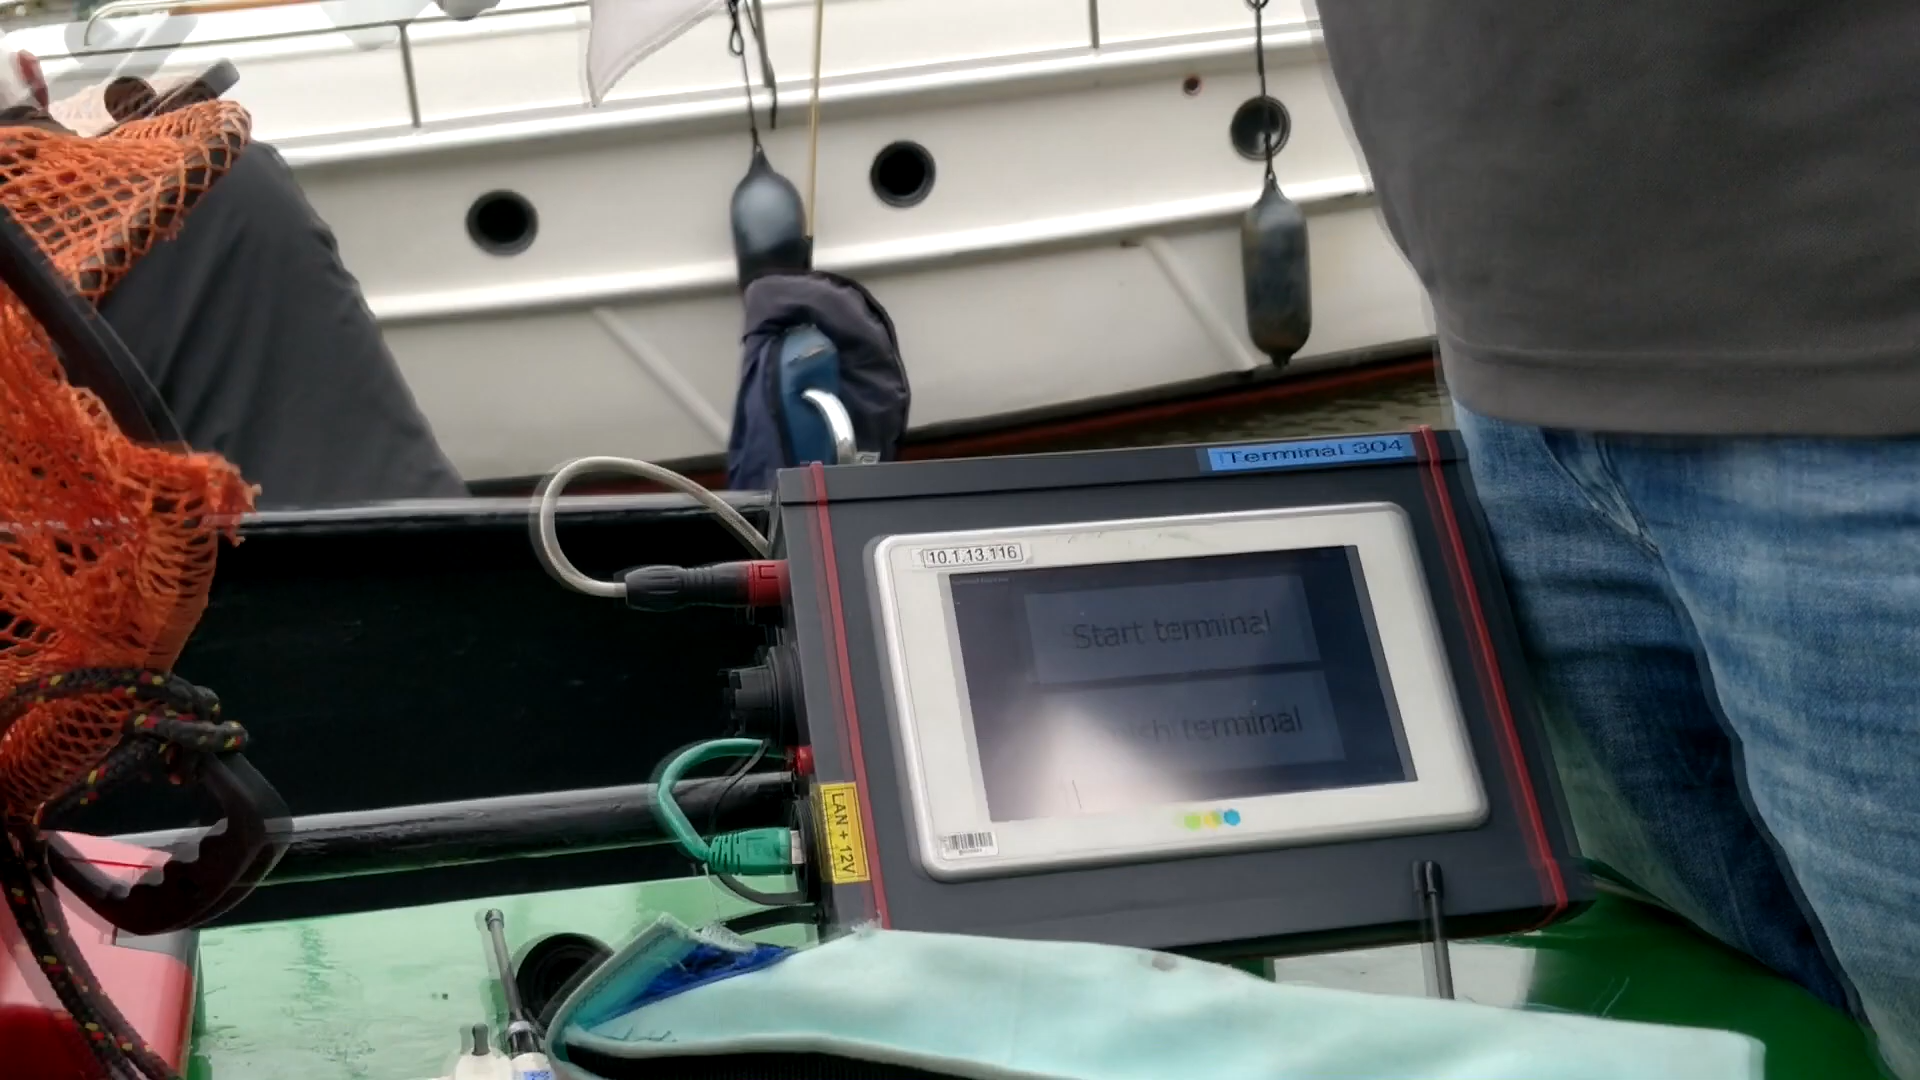 Terminal 304
10.1.13.116
Start terminal
terminal
LAN + 12V